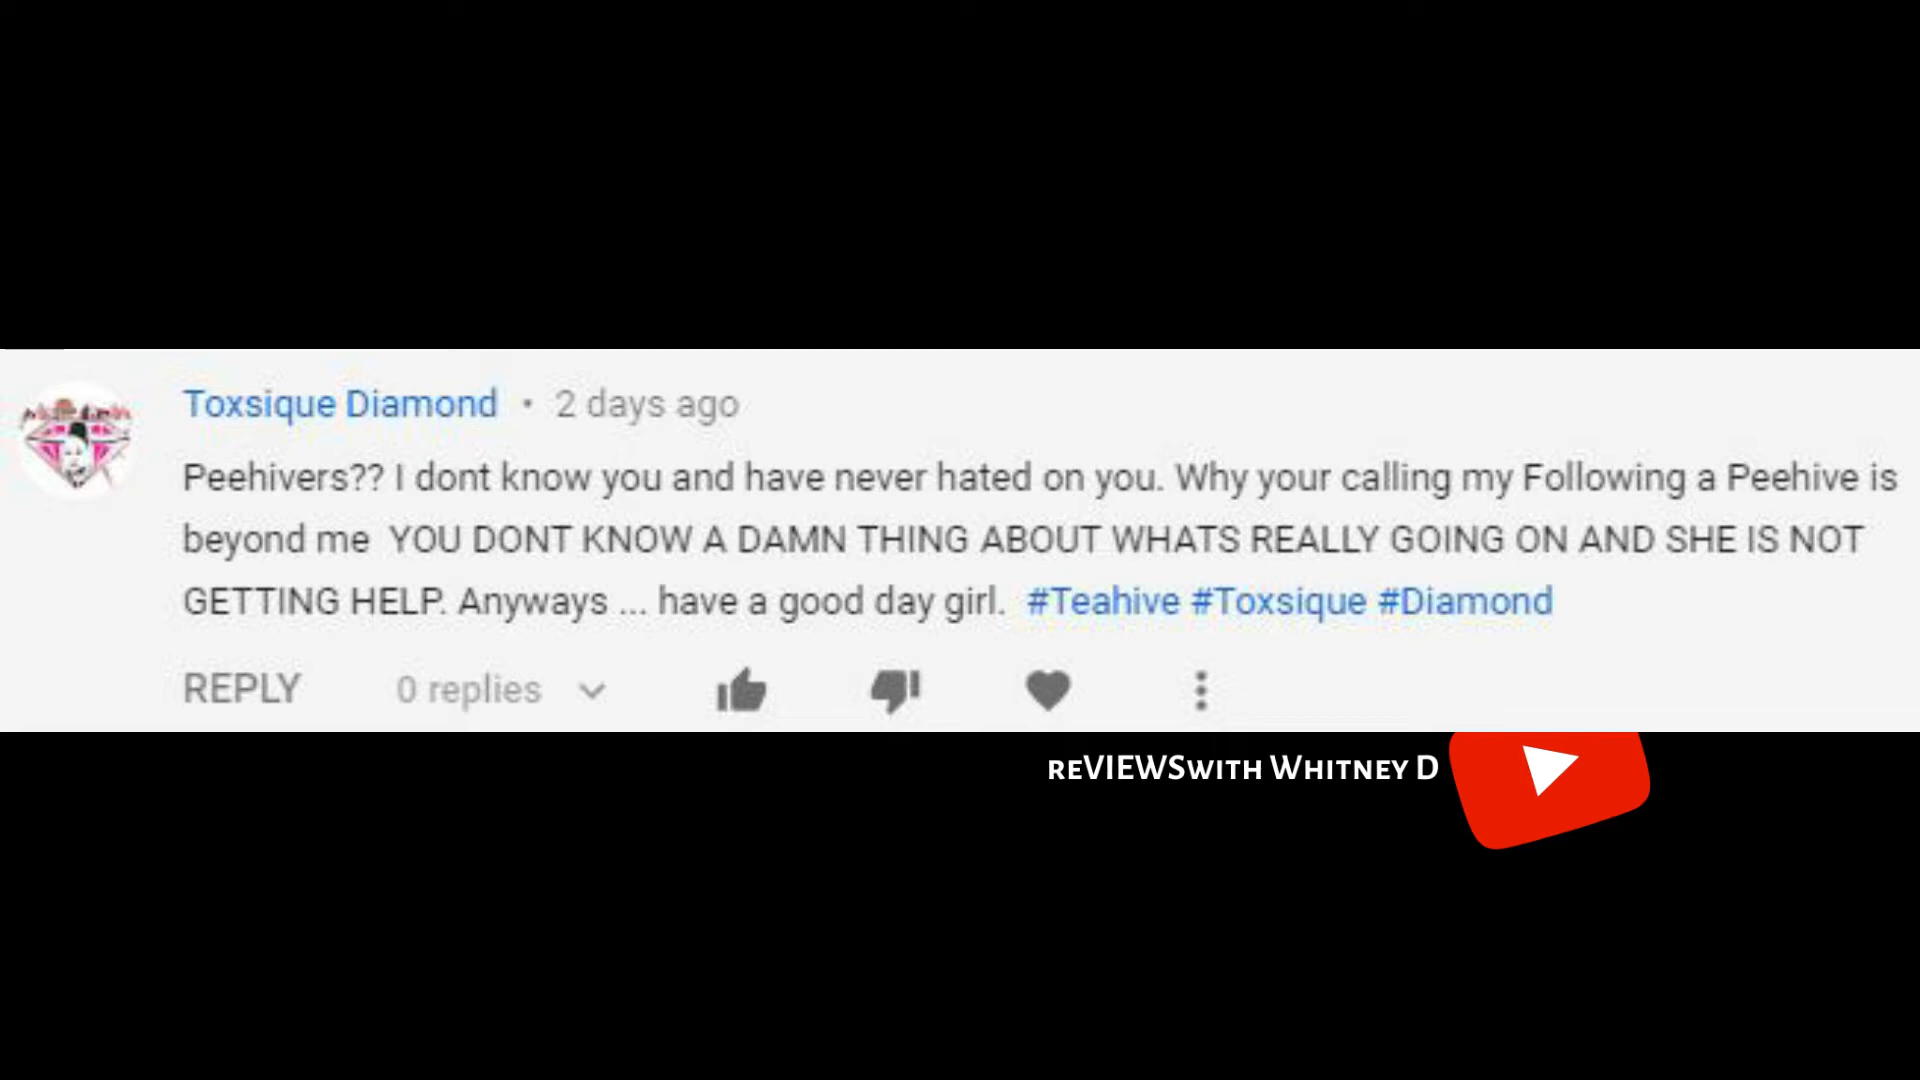 Toxsique Diamond • 2 days ago
Peehivers?? I dont know you and have never hated on you. Why your calling my Following a Peehive is
beyond me  YOU DONT KNOW A DAMN THING ABOUT WHATS REALLY GOING ON AND SHE IS NOT
GETTING HELP. Anyways ... have a good day girl.  #Teahive #Toxsique #Diamond
REPLY 0 replies
reVIEWSwith Whitney D